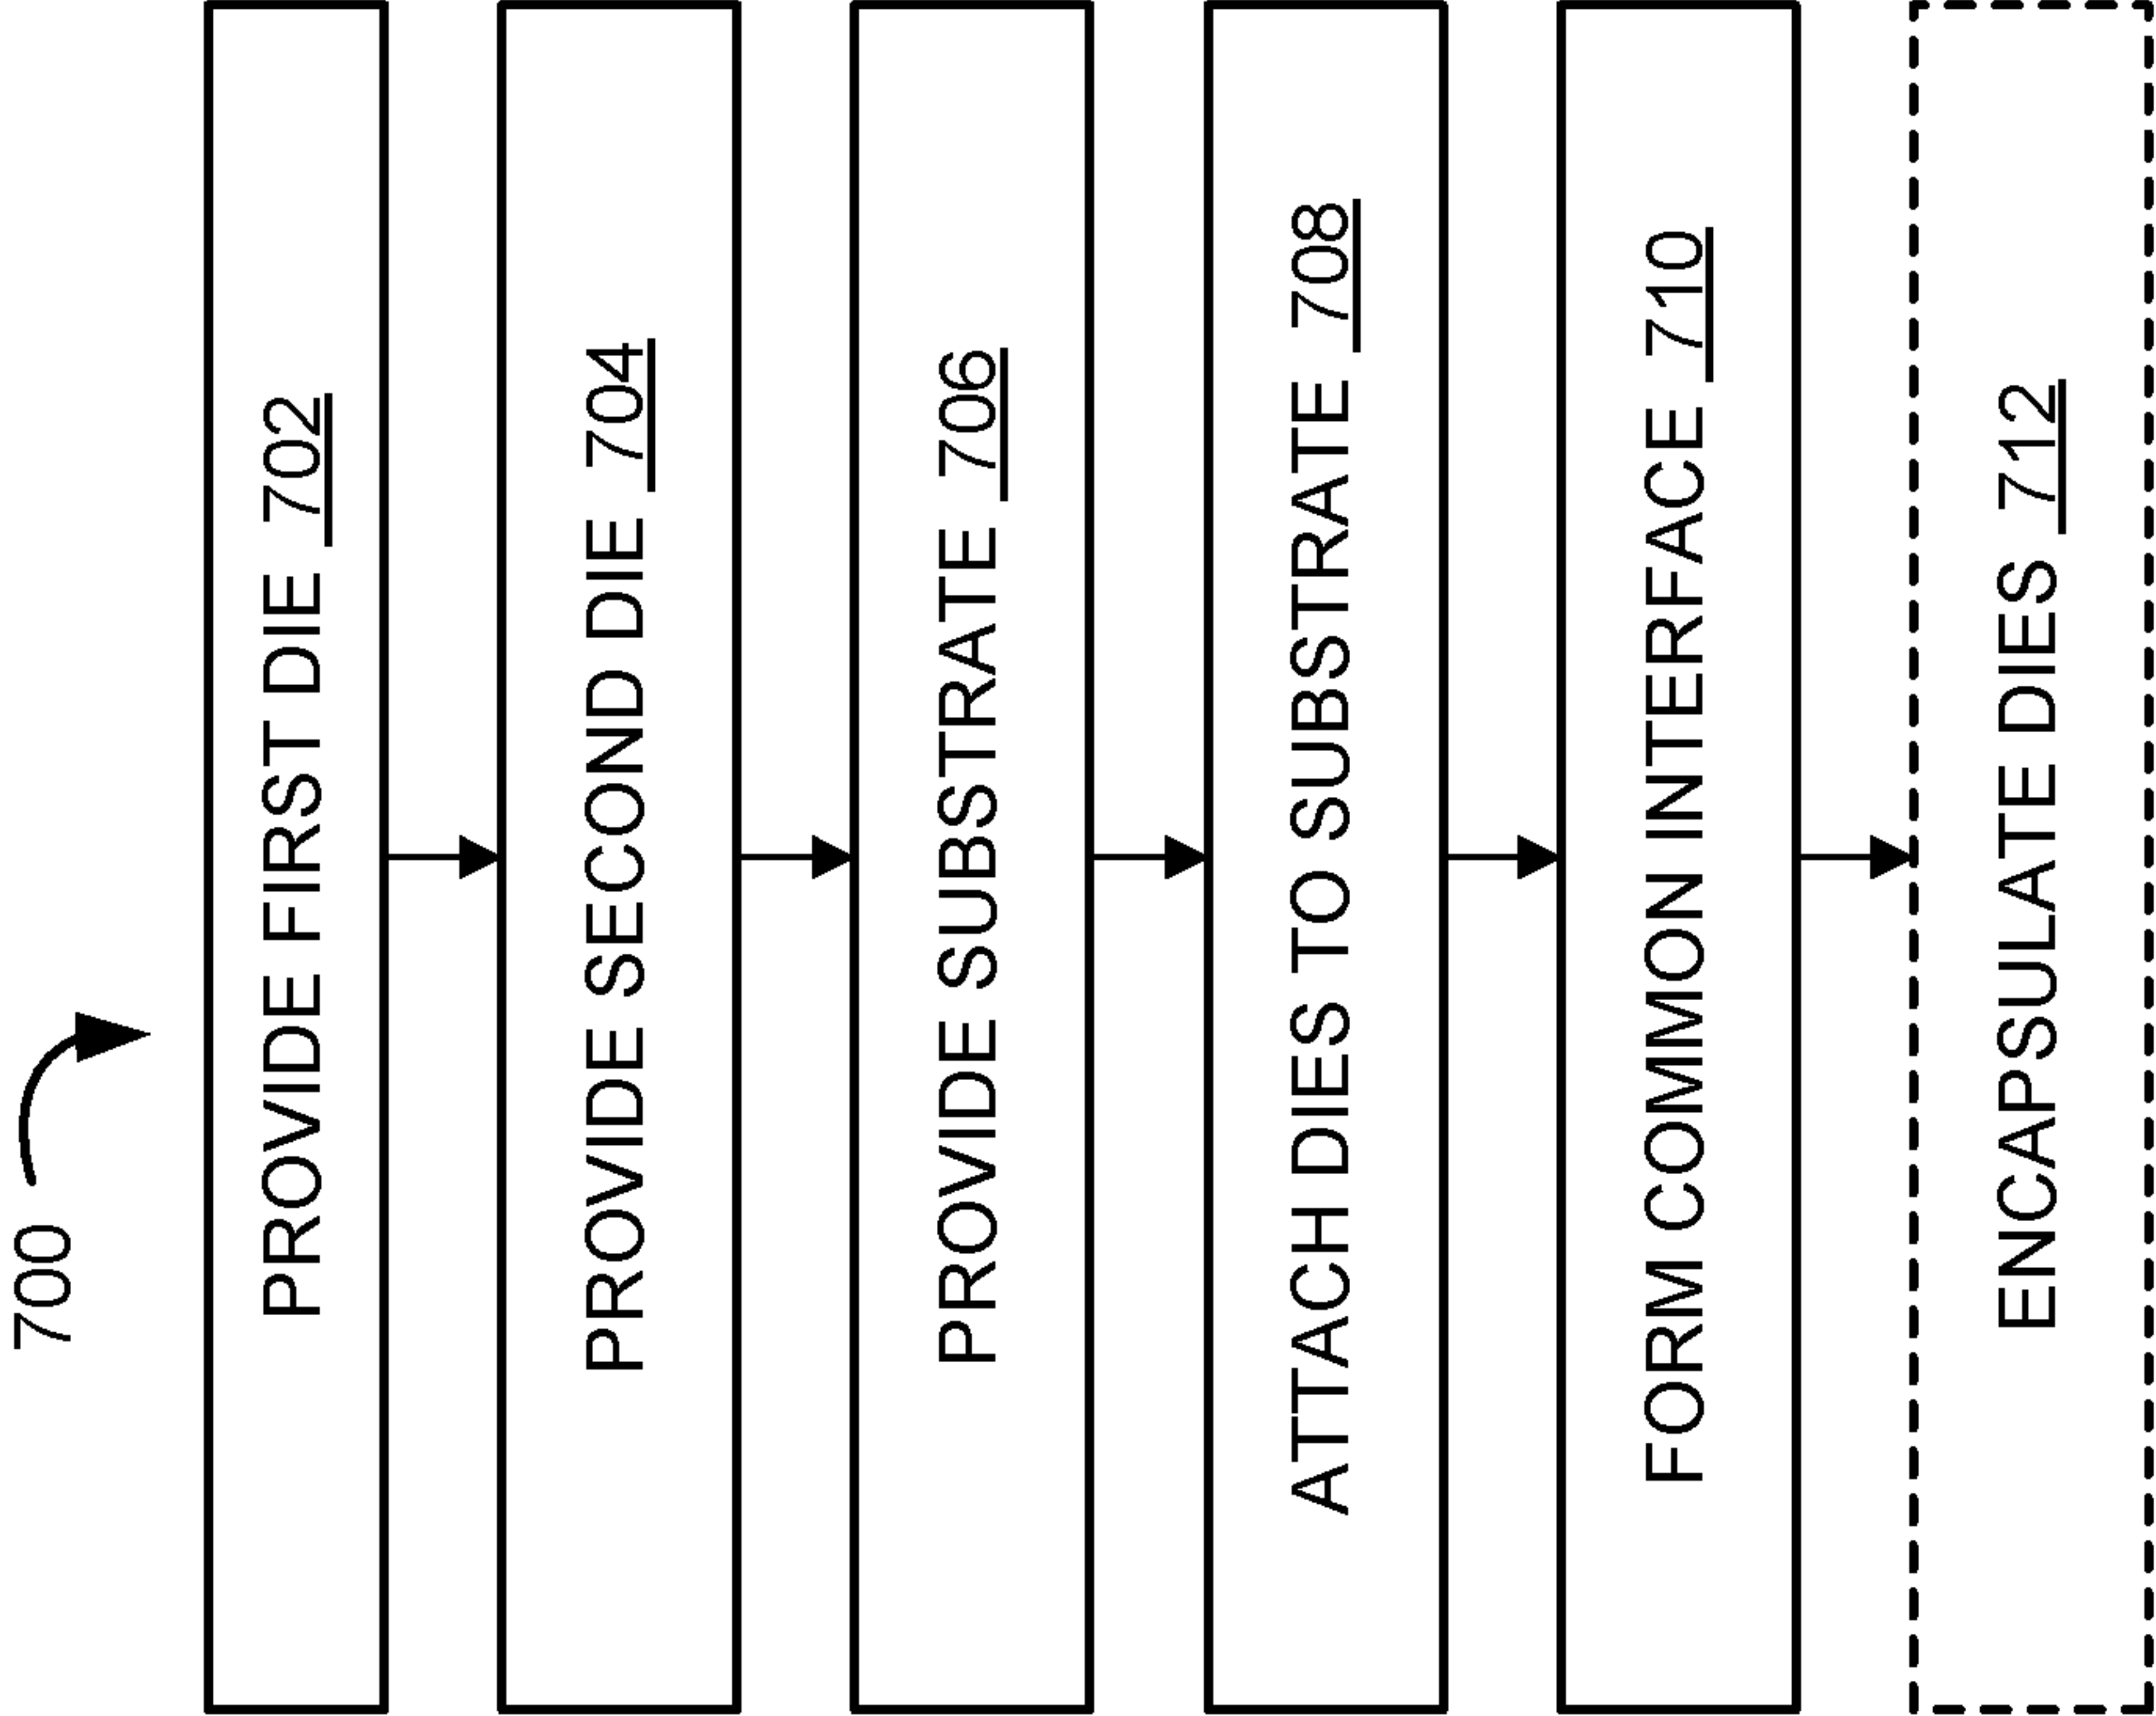 700
PROVIDE FIRST DIE 702
PROVIDE SECOND DIE 704
PROVIDE SUBSTRATE 706
ATTACH DIES TO SUBSTRATE 708
FORM COMMON INTERFACE 710
ENCAPSULATE DIES 712